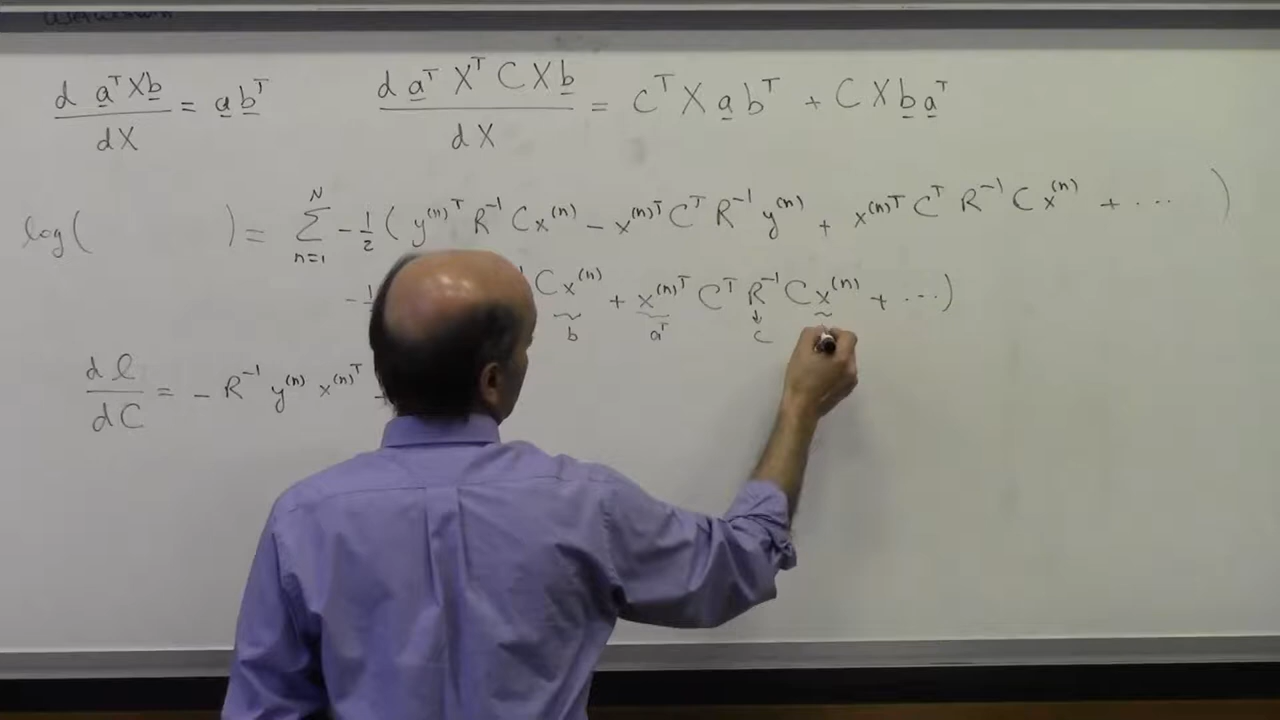 d a^T X b / dX = a b^T    d a^T X^T C X b / dX = C^T X a b^T + C X b a^T
log( ) = Σ_{n=1}^{N} -1/2 ( y^{(n)T} R^{-1} C x^{(n)} - x^{(n)T} C^T R^{-1} y^{(n)} + x^{(n)T} C^T R^{-1} C x^{(n)} + ... )
C x^{(n)} + x^{(n)T} C^T R^{-1} C x^{(n)} + ... )
b a^T C
dl / dC = - R^{-1} y^{(n)} x^{(n)T}